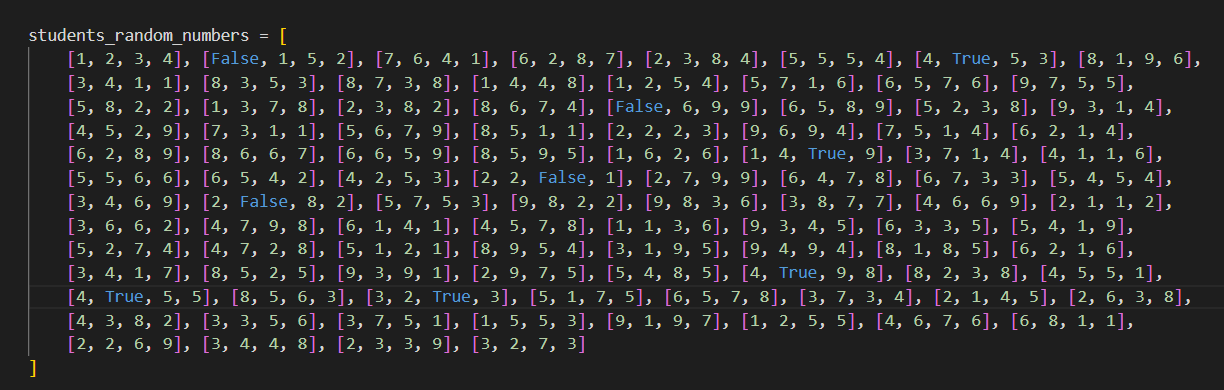 students_random_numbers = [
[1, 2, 3, 4], [False, 1, 5, 2], [7, 6, 4, 1], [6, 2, 8, 7], [2, 3, 8, 4], [5, 5, 5, 4], [4, True, 5, 3], [8, 1, 9, 6],
[3, 4, 1, 1], [8, 3, 5, 3], [8, 7, 3, 8], [1, 4, 4, 8], [1, 2, 5, 4], [5, 7, 1, 6], [6, 5, 7, 6], [9, 7, 5, 5],
[5, 8, 2, 2], [1, 3, 7, 8], [2, 3, 8, 2], [8, 6, 7, 4], [False, 6, 9, 9], [6, 5, 8, 9], [5, 2, 3, 8], [9, 3, 1, 4],
[4, 5, 2, 9], [7, 3, 1, 1], [5, 6, 7, 9], [8, 5, 1, 1], [2, 2, 2, 3], [9, 6, 9, 4], [7, 5, 1, 4], [6, 2, 1, 4],
[6, 2, 8, 9], [8, 6, 6, 7], [6, 6, 5, 9], [8, 5, 9, 5], [1, 6, 2, 6], [1, 4, True, 9], [3, 7, 1, 4], [4, 1, 1, 6],
[5, 5, 6, 6], [6, 5, 4, 2], [4, 2, 5, 3], [2, 2, False, 1], [2, 7, 9, 9], [6, 4, 7, 8], [6, 7, 3, 3], [5, 4, 5, 4],
[3, 4, 6, 9], [2, False, 8, 2], [5, 7, 5, 3], [9, 8, 2, 2], [9, 8, 3, 6], [3, 8, 7, 7], [4, 6, 6, 9], [2, 1, 1, 2],
[3, 6, 6, 2], [4, 7, 9, 8], [6, 1, 4, 1], [4, 5, 7, 8], [1, 1, 3, 6], [9, 3, 4, 5], [6, 3, 3, 5], [5, 4, 1, 9],
[5, 2, 7, 4], [4, 7, 2, 8], [5, 1, 2, 1], [8, 9, 5, 4], [3, 1, 9, 5], [9, 4, 9, 4], [8, 1, 8, 5], [6, 2, 1, 6],
[3, 4, 1, 7], [8, 5, 2, 5], [9, 3, 9, 1], [2, 9, 7, 5], [5, 4, 8, 5], [4, True, 9, 8], [8, 2, 3, 8], [4, 5, 5, 1],
[4, True, 5, 5], [8, 5, 6, 3], [3, 2, True, 3], [5, 1, 7, 5], [6, 5, 7, 8], [3, 7, 3, 4], [2, 1, 4, 5], [2, 6, 3, 8],
[4, 3, 8, 2], [3, 3, 5, 6], [3, 7, 5, 1], [1, 5, 5, 3], [9, 1, 9, 7], [1, 2, 5, 5], [4, 6, 7, 6], [6, 8, 1, 1],
[2, 2, 6, 9], [3, 4, 4, 8], [2, 3, 3, 9], [3, 2, 7, 3]
]